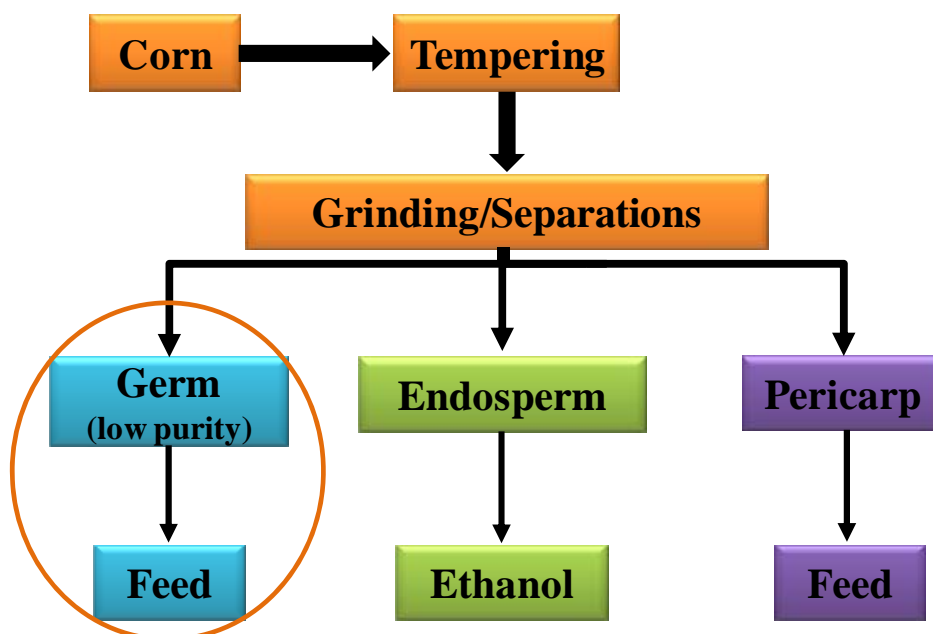 Corn
Tempering
Grinding/Separations
Germ
(low purity)
Endosperm
Pericarp
Feed
Ethanol
Feed